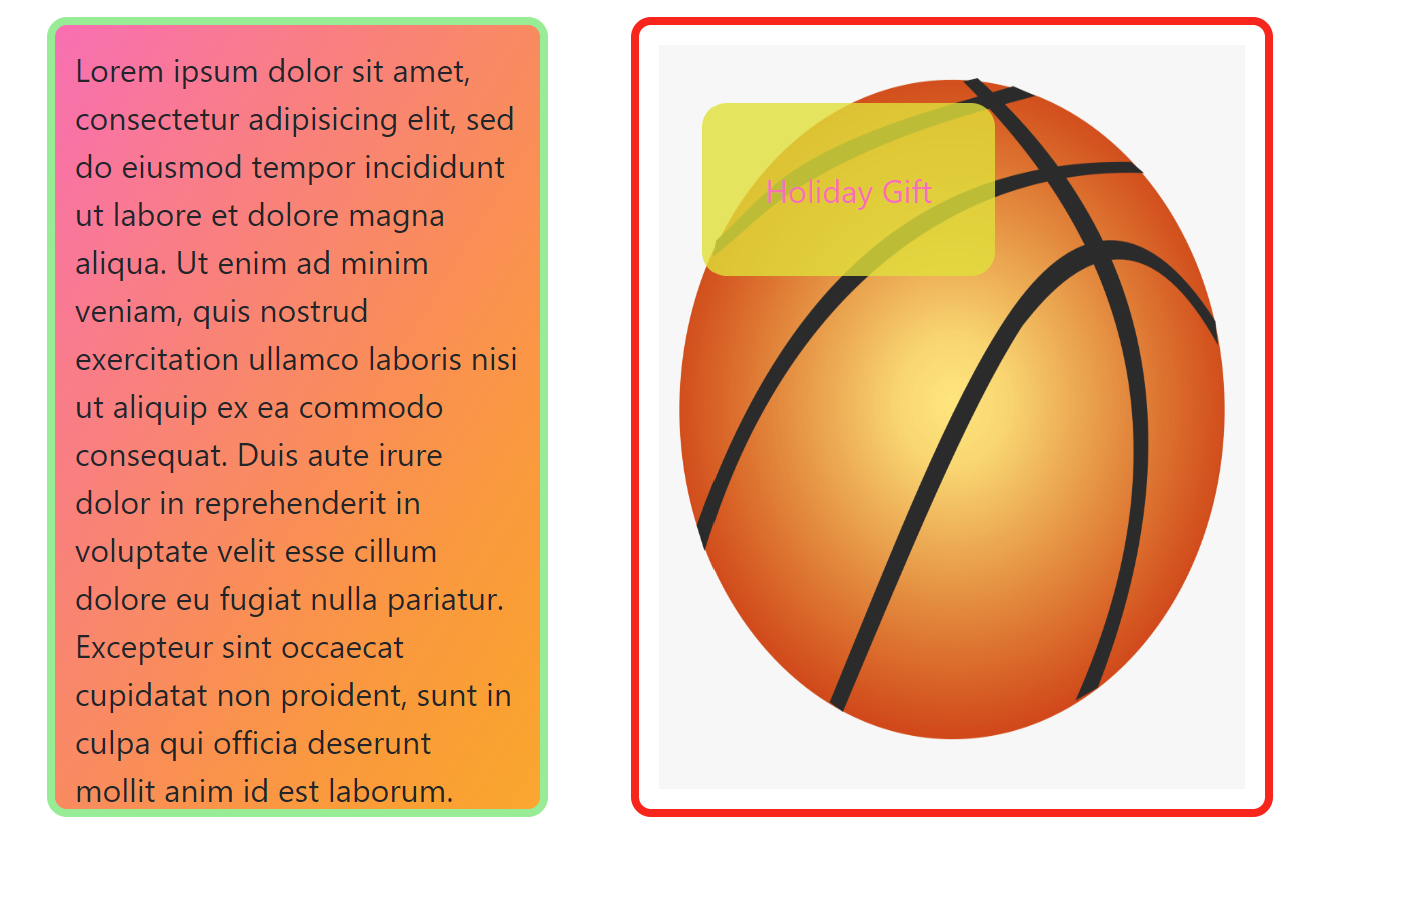 Lorem ipsum dolor sit amet,
consectetur adipisicing elit, sed
do eiusmod tempor incididunt
ut labore et dolore magna
aliqua. Ut enim ad minim
veniam, quis nostrud
exercitation ullamco laboris nisi
ut aliquip ex ea commodo
consequat. Duis aute irure
dolor in reprehenderit in
voluptate velit esse cillum
dolore eu fugiat nulla pariatur.
Excepteur sint occaecat
cupidatat non proident, sunt in
culpa qui officia deserunt
mollit anim id est laborum.
Holiday Gift